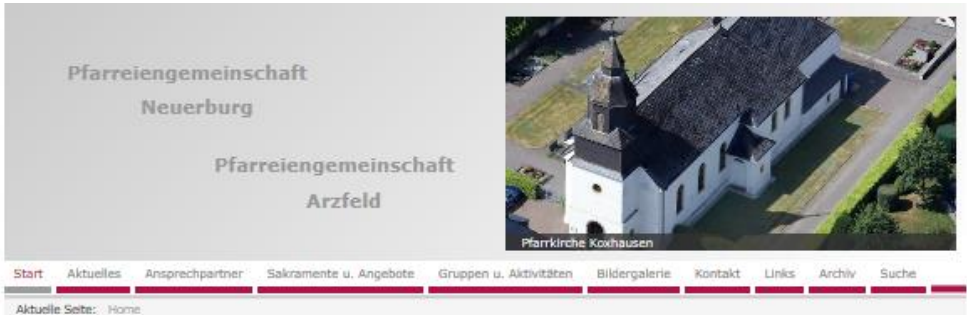 Pfarreiengemeinschaft
Neuerburg
Pfarreiengemeinschaft
Arzfeld
Pfarrkirche Koxhausen
Start Aktuelles Ansprechpartner Sakramente u. Angebote Gruppen u. Aktivitäten Bildergalerie Kontakt Links Archiv Suche
Aktuelle Seite: Home